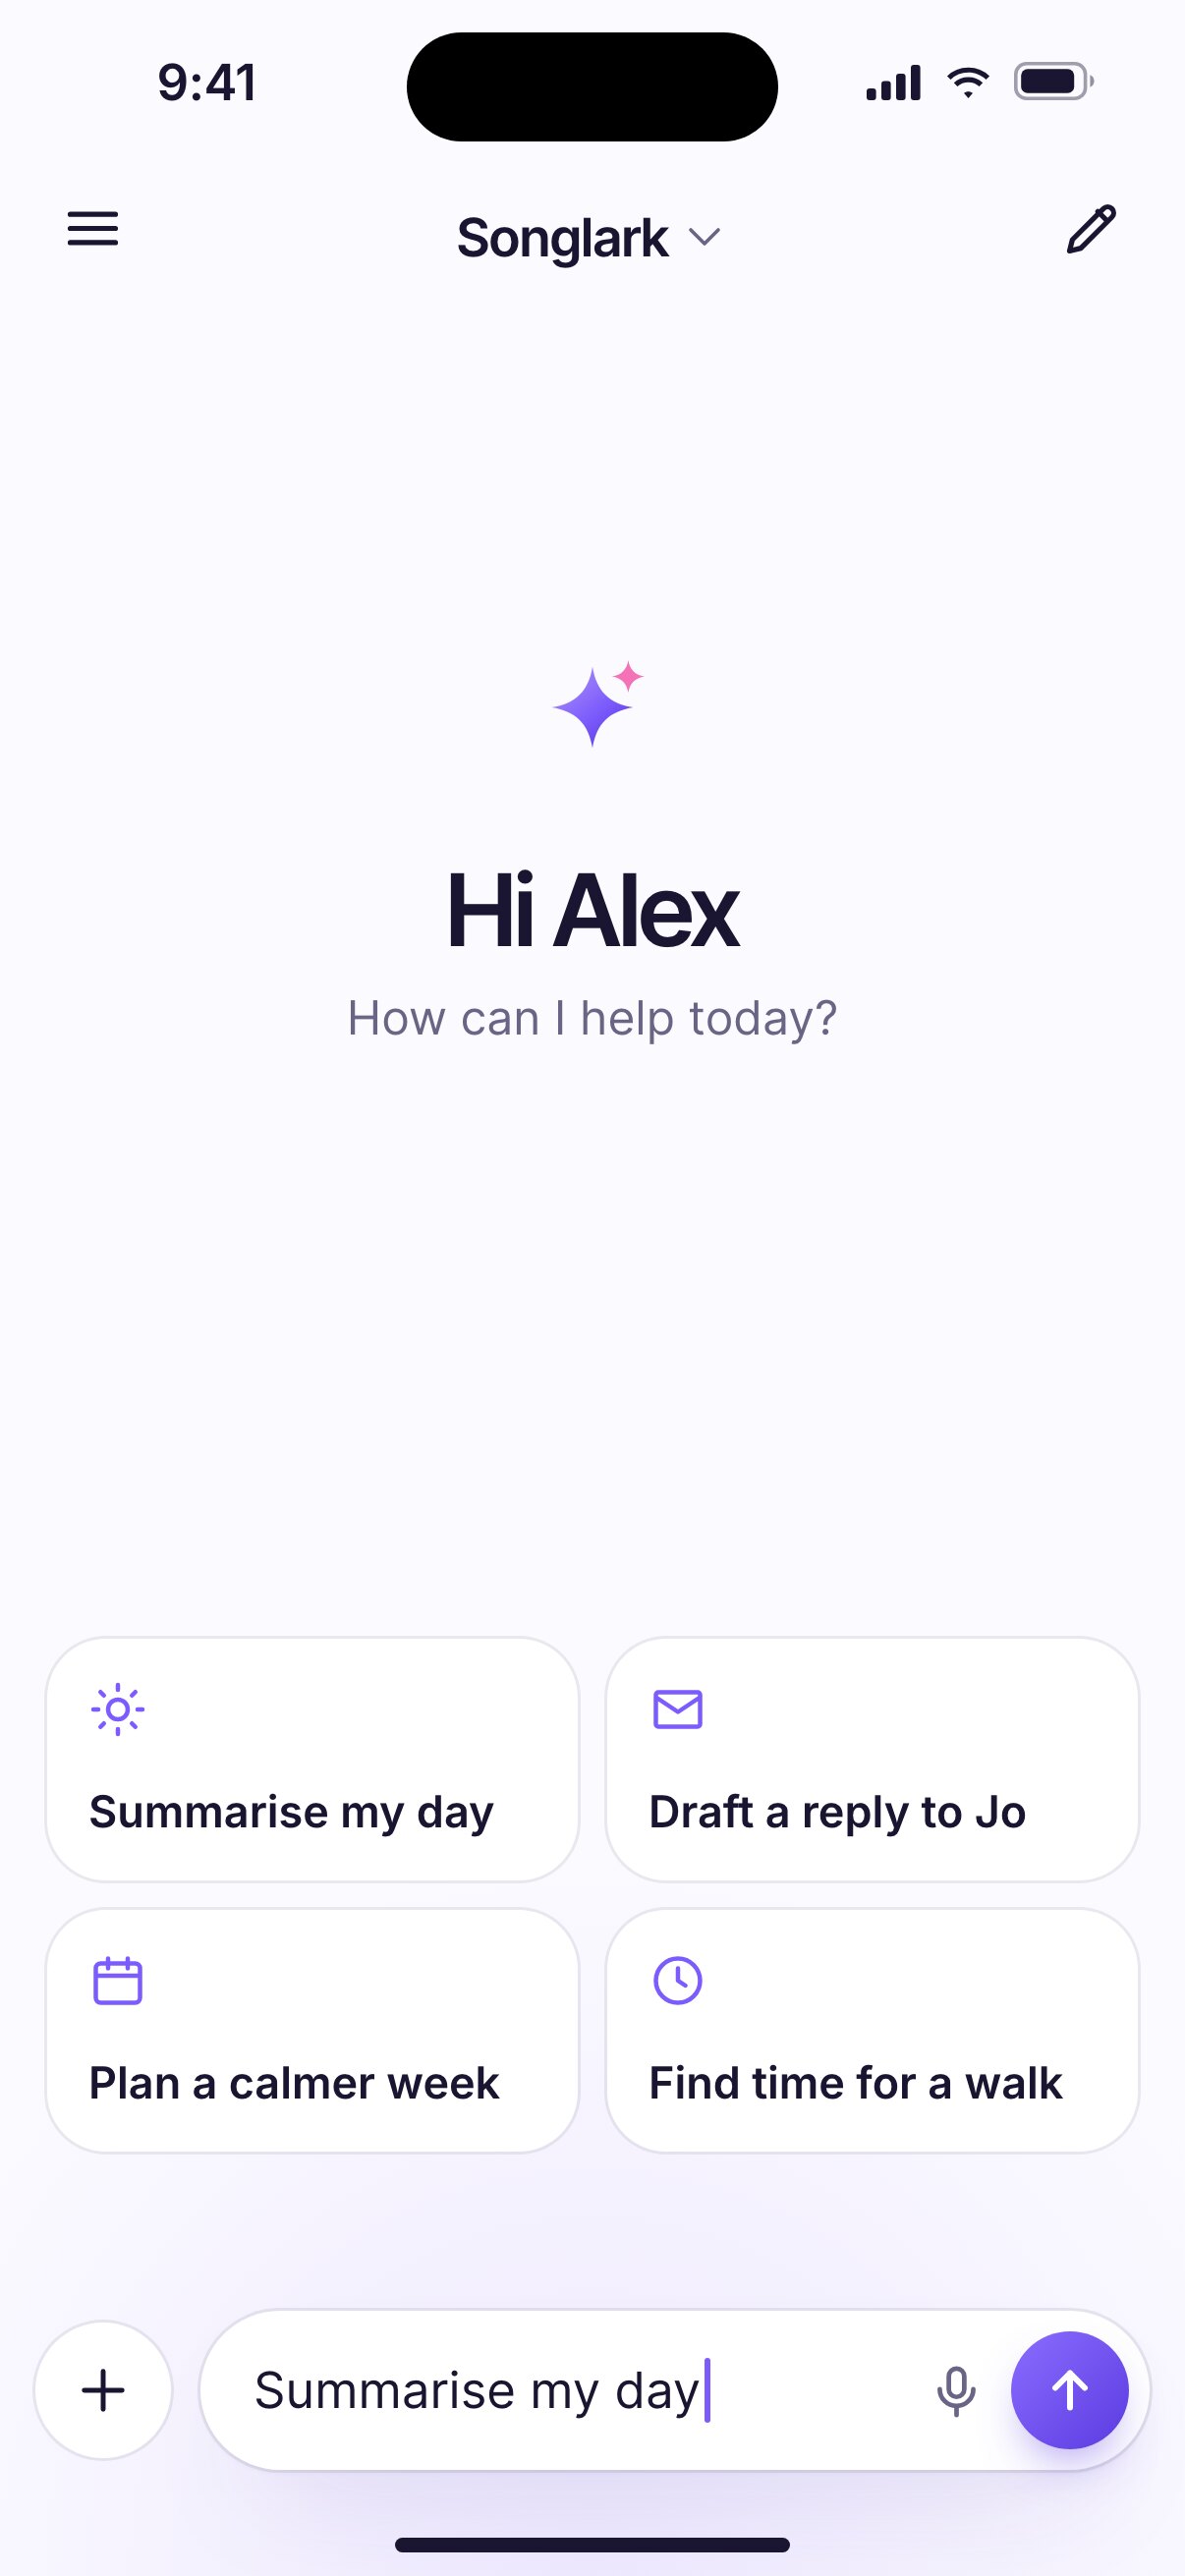 9:41
Songlark
Hi Alex
How can I help today?
Summarise my day
Draft a reply to Jo
Plan a calmer week
Find time for a walk
Summarise my day